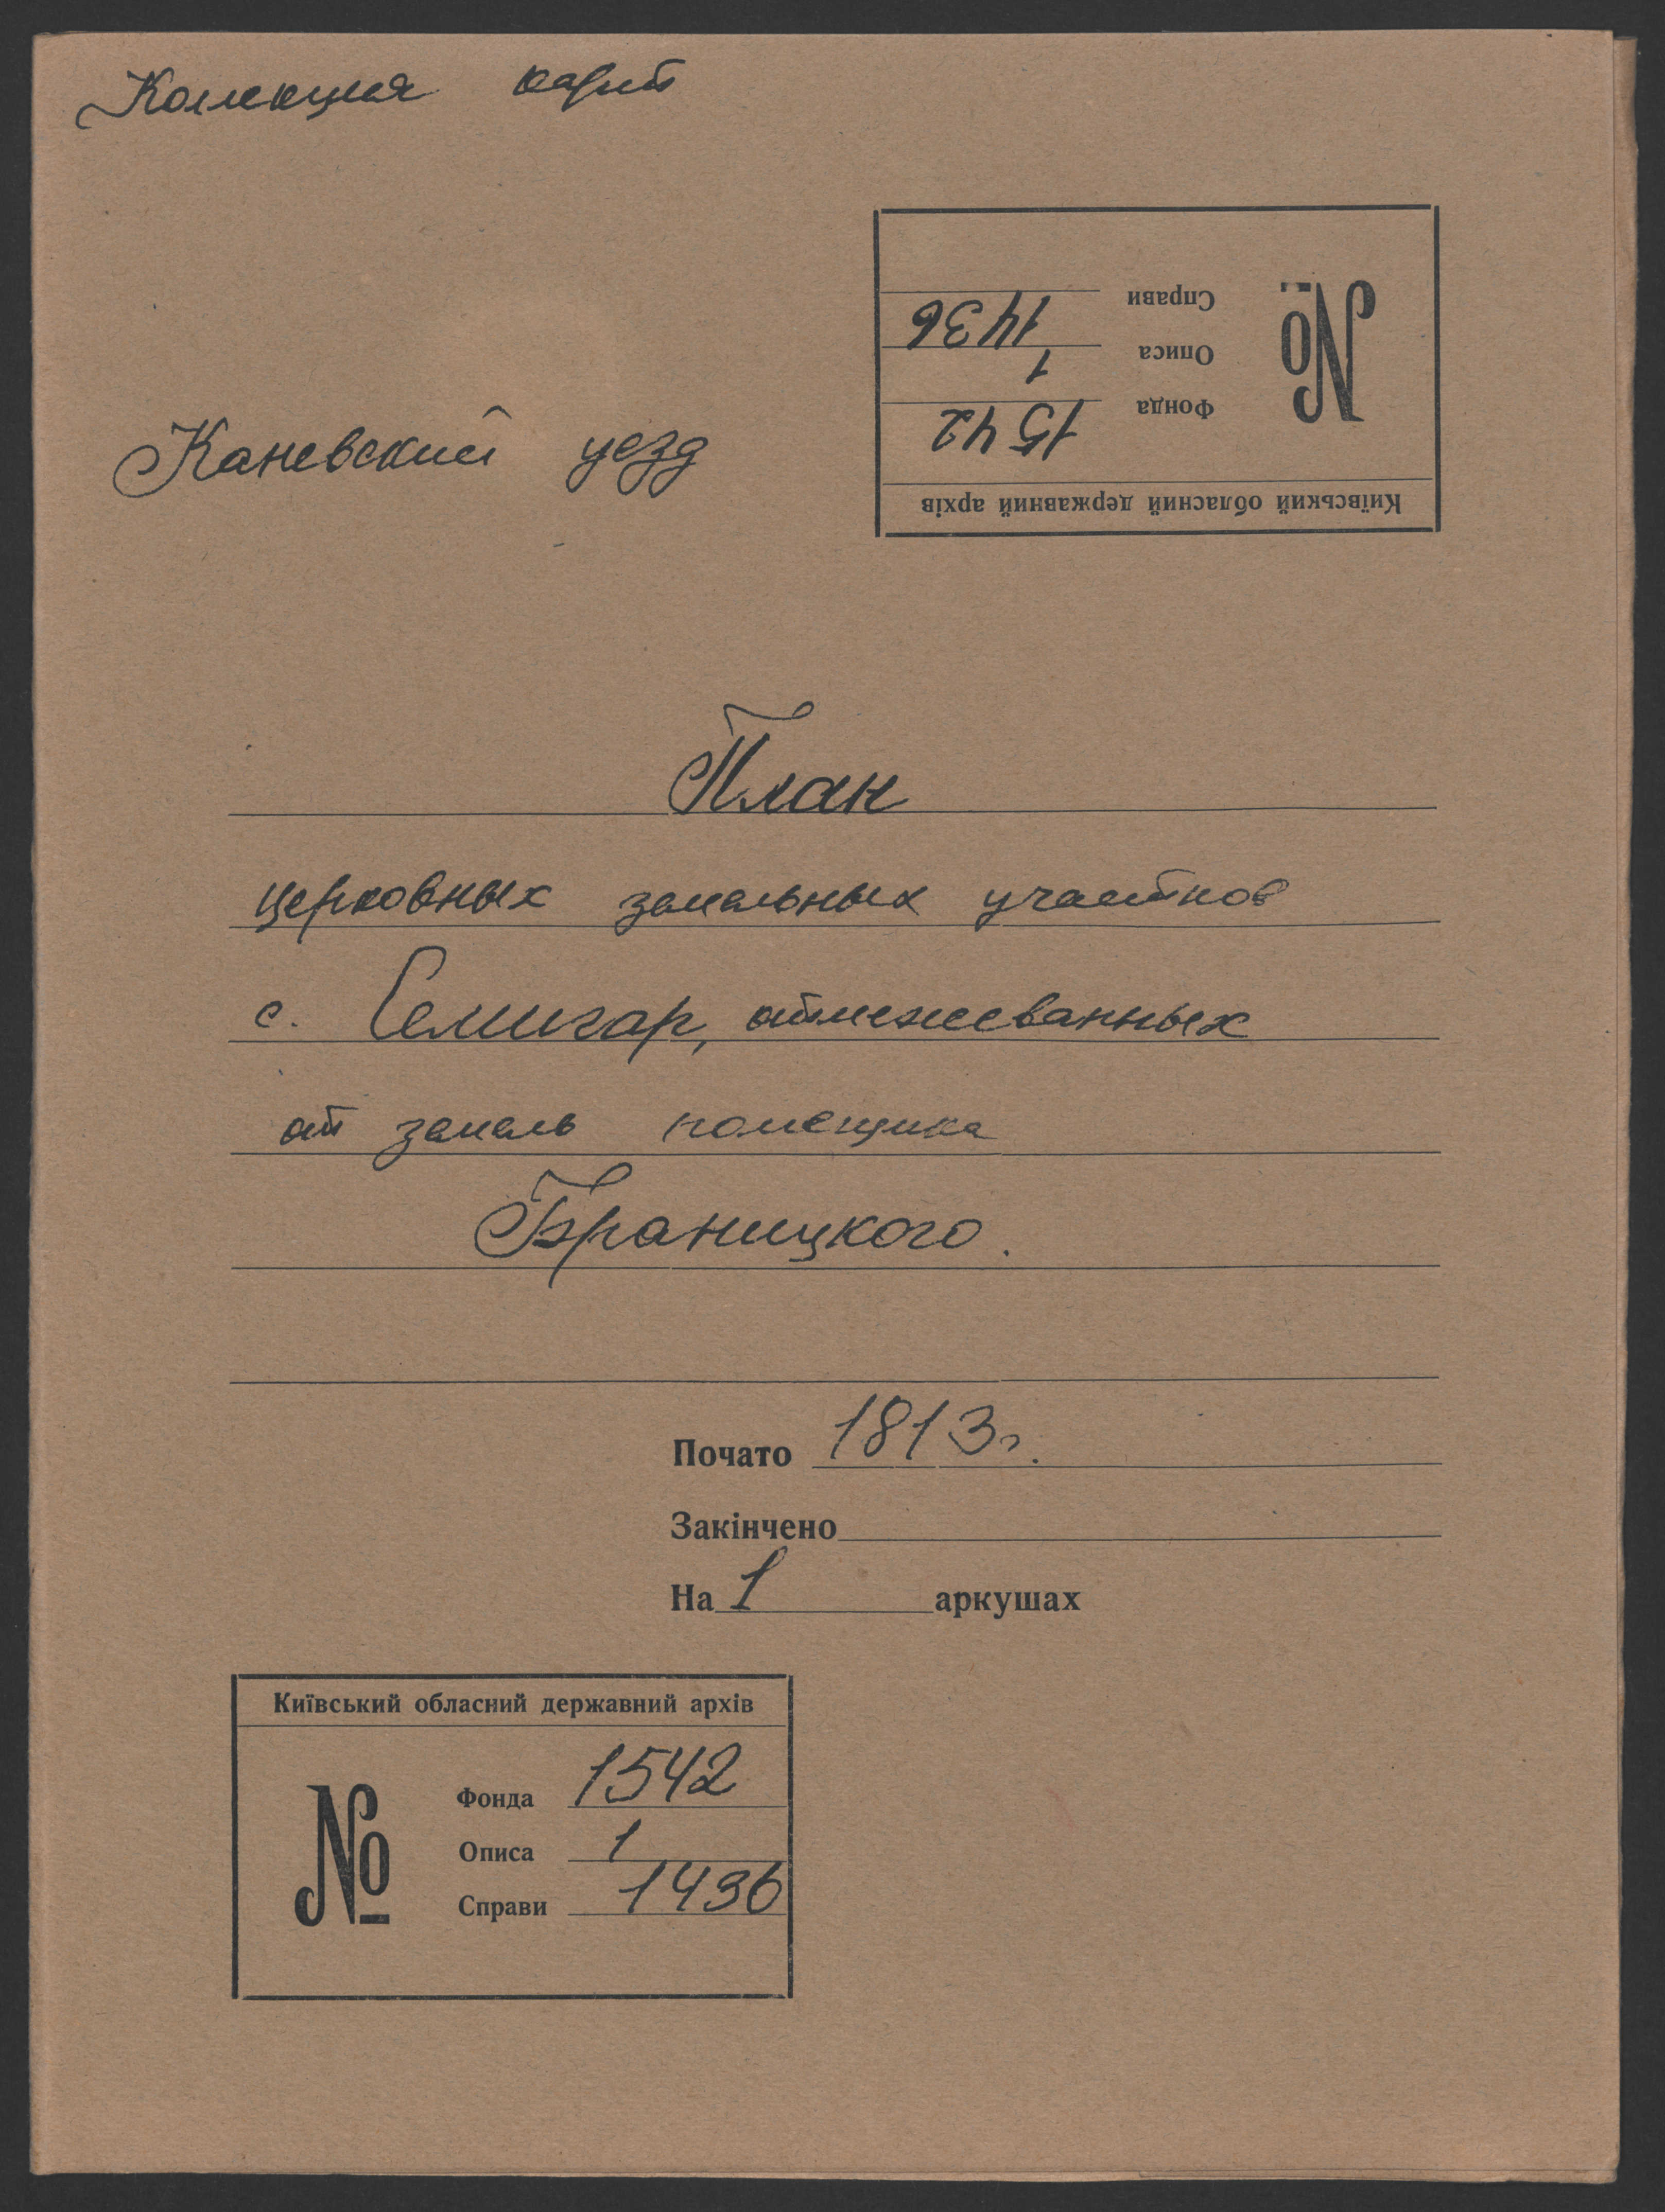 Коллекция карт
Справи 1436
Описа 1
Фонда 1542
№
Київський обласний державний архів
Каневский уезд
План
церковных земельных участков
с. Семигар, отмежеванных
от земель помещика
Браницкого.
Почато 1813 г.
Закінчено
На 1 аркушах
Київський обласний державний архів
№
Фонда 1542
Описа 1
Справи 1436